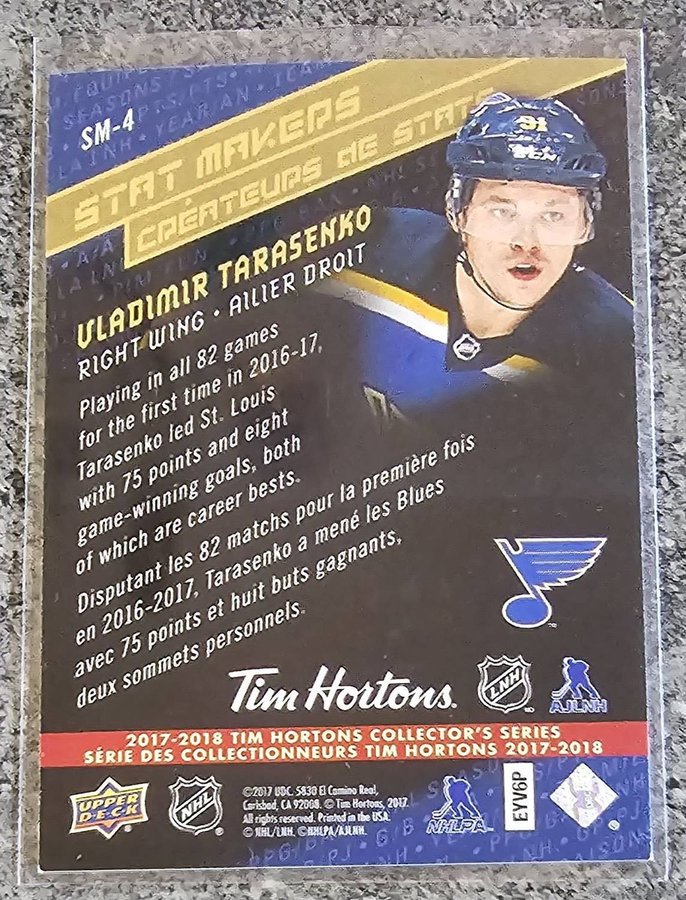 SM-4
STAT MAKERS
CRÉATEURS DE STATS
91
VLADIMIR TARASENKO
RIGHT WING • AILIER DROIT
Playing in all 82 games
for the first time in 2016-17,
Tarasenko led St. Louis
with 75 points and eight
game-winning goals, both
of which are career bests.
Disputant les 82 matchs pour la première fois
en 2016-2017, Tarasenko a mené les Blues
avec 75 points et huit buts gagnants,
deux sommets personnels.
Tim Hortons.
LNH
AJLNH
2017-2018 TIM HORTONS COLLECTOR'S SERIES
SÉRIE DES COLLECTIONNEURS TIM HORTONS 2017-2018
UPPER DECK
NHL
©2017 UDC. 5830 El Camino Real,
Carlsbad, CA 92008. © Tim Hortons, 2017.
All rights reserved. Printed in the USA.
© NHL/LNH. ©NHLPA/AJLNH.
NHLPA
EYV6P